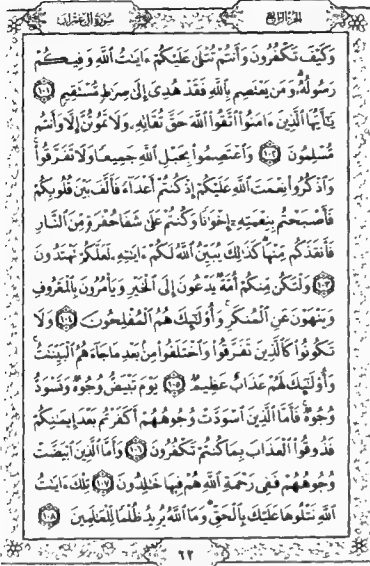 سُورَةُ آلِ عِمْرَانَ
الجُزْءُ الرَّابِعُ
وَكَيْفَ تَكْفُرُونَ وَأَنتُمْ تُتْلَىٰ عَلَيْكُمْ ءَايَـٰتُ ٱللَّهِ وَفِيكُمْ
رَسُولُهُۥ وَمَن يَعْتَصِم بِٱللَّهِ فَقَدْ هُدِىَ إِلَىٰ صِرَٰطٍ مُّسْتَقِيمٍ ١٠١
يَـٰٓأَيُّهَا ٱلَّذِينَ ءَامَنُوا۟ ٱتَّقُوا۟ ٱللَّهَ حَقَّ تُقَاتِهِۦ وَلَا تَمُوتُنَّ إِلَّا وَأَنتُم
مُّسْلِمُونَ ١٠٢ وَٱعْتَصِمُوا۟ بِحَبْلِ ٱللَّهِ جَمِيعًا وَلَا تَفَرَّقُوا۟
وَٱذْكُرُوا۟ نِعْمَتَ ٱللَّهِ عَلَيْكُمْ إِذْ كُنتُمْ أَعْدَآءً فَأَلَّفَ بَيْنَ قُلُوبِكُمْ
فَأَصْبَحْتُم بِنِعْمَتِهِۦٓ إِخْوَٰنًا وَكُنتُمْ عَلَىٰ شَفَا حُفْرَةٍ مِّنَ ٱلنَّارِ
فَأَنقَذَكُم مِّنْهَا كَذَٰلِكَ يُبَيِّنُ ٱللَّهُ لَكُمْ ءَايَـٰتِهِۦ لَعَلَّكُمْ تَهْتَدُونَ
١٠٣ وَلْتَكُن مِّنكُمْ أُمَّةٌ يَدْعُونَ إِلَى ٱلْخَيْرِ وَيَأْمُرُونَ بِٱلْمَعْرُوفِ
وَيَنْهَوْنَ عَنِ ٱلْمُنكَرِ وَأُو۟لَـٰٓئِكَ هُمُ ٱلْمُفْلِحُونَ ١٠٤ وَلَا
تَكُونُوا۟ كَٱلَّذِينَ تَفَرَّقُوا۟ وَٱخْتَلَفُوا۟ مِنۢ بَعْدِ مَا جَآءَهُمُ ٱلْبَيِّنَـٰتُ
وَأُو۟لَـٰٓئِكَ لَهُمْ عَذَابٌ عَظِيمٌ ١٠٥ يَوْمَ تَبْيَضُّ وُجُوهٌ وَتَسْوَدُّ
وُجُوهٌ فَأَمَّا ٱلَّذِينَ ٱسْوَدَّتْ وُجُوهُهُمْ أَكَفَرْتُم بَعْدَ إِيمَـٰنِكُمْ
فَذُوقُوا۟ ٱلْعَذَابَ بِمَا كُنتُمْ تَكْفُرُونَ ١٠٦ وَأَمَّا ٱلَّذِينَ ٱبْيَضَّتْ
وُجُوهُهُمْ فَفِى رَحْمَةِ ٱللَّهِ هُمْ فِيهَا خَـٰلِدُونَ ١٠٧ تِلْكَ ءَايَـٰتُ
ٱللَّهِ نَتْلُوهَا عَلَيْكَ بِٱلْحَقِّ وَمَا ٱللَّهُ يُرِيدُ ظُلْمًا لِّلْعَـٰلَمِينَ ١٠٨
٦٣